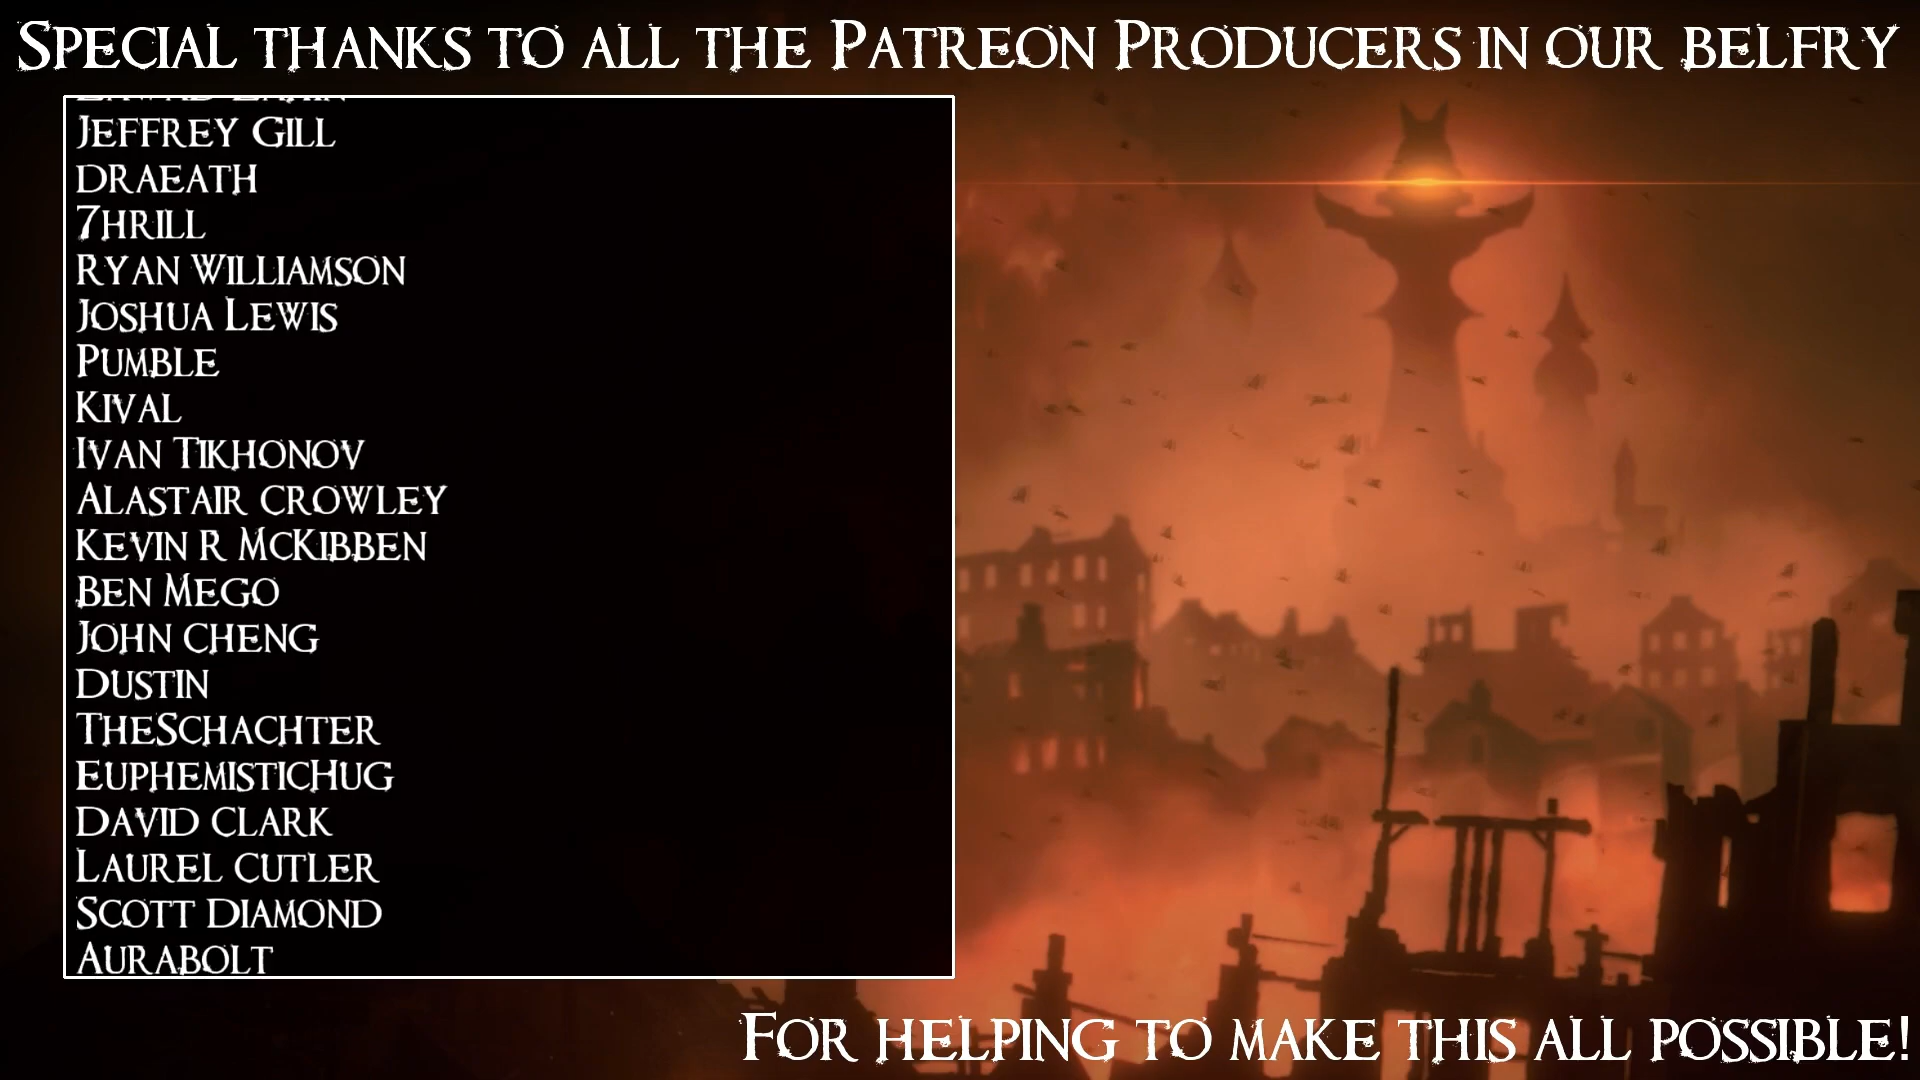 Special thanks to all the Patreon Producers in our belfry
Jeffrey Gill
draeath
7hrill
Ryan Williamson
Joshua Lewis
Pumble
Kival
Ivan Tikhonov
Alastair crowley
Kevin R McKibben
Ben Mego
John cheng
Dustin
TheSchachter
EuphemisticHug
David clark
Laurel cutler
Scott Diamond
Aurabolt
For helping to make this all possible!